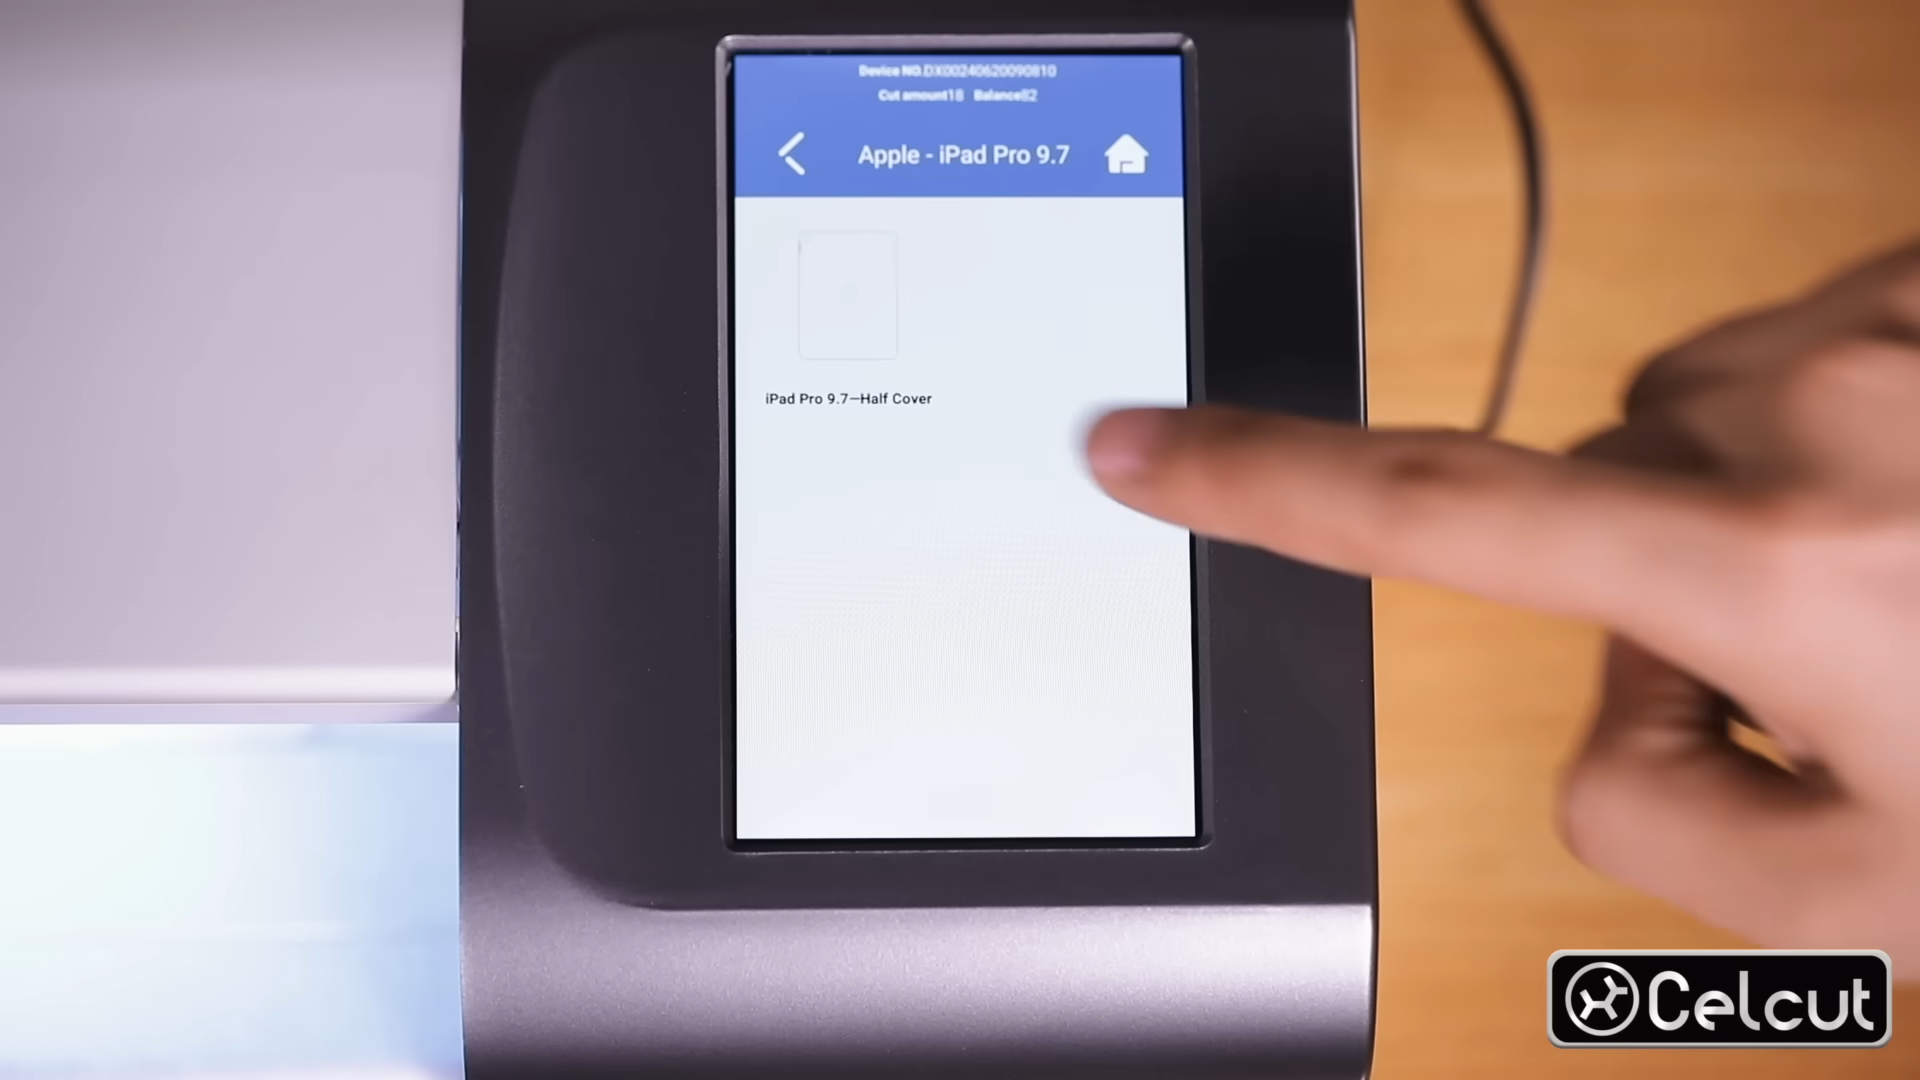 Device NO.DX00240620090810
Cut amount18 Balance82
Apple - iPad Pro 9.7
iPad Pro 9.7—Half Cover
Celcut